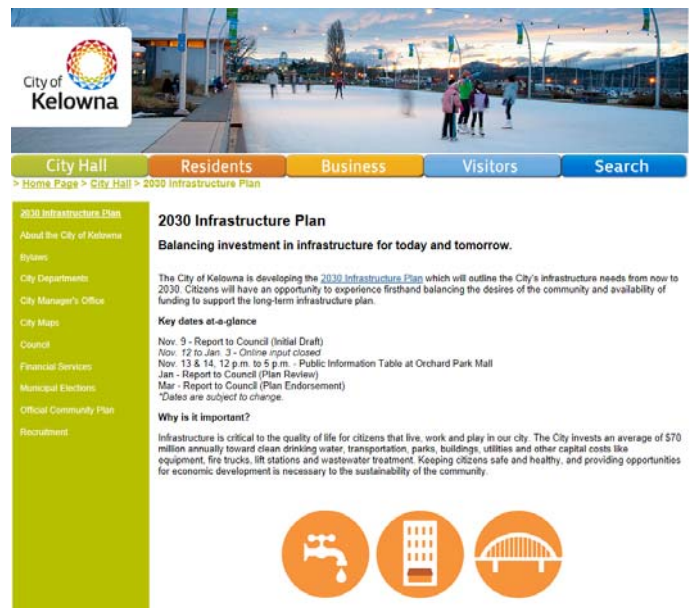 City of
Kelowna
City Hall
Residents
Business
Visitors
Search
> Home Page > City Hall > 2030 Infrastructure Plan
2030 Infrastructure Plan
About the City of Kelowna
Bylaws
City Departments
City Manager's Office
City Maps
Council
Financial Services
Municipal Elections
Official Community Plan
Recruitment
2030 Infrastructure Plan
Balancing investment in infrastructure for today and tomorrow.
The City of Kelowna is developing the 2030 Infrastructure Plan which will outline the City's infrastructure needs from now to
2030. Citizens will have an opportunity to experience firsthand balancing the desires of the community and availability of
funding to support the long-term infrastructure plan.
Key dates at-a-glance
Nov. 9 - Report to Council (Initial Draft)
Nov. 12 to Jan. 3 - Online input closed
Nov. 13 & 14, 12 p.m. to 5 p.m. - Public Information Table at Orchard Park Mall
Jan - Report to Council (Plan Review)
Mar - Report to Council (Plan Endorsement)
*Dates are subject to change.
Why is it important?
Infrastructure is critical to the quality of life for citizens that live, work and play in our city. The City invests an average of $70
million annually toward clean drinking water, transportation, parks, buildings, utilities and other capital costs like
equipment, fire trucks, lift stations and wastewater treatment. Keeping citizens safe and healthy, and providing opportunities
for economic development is necessary to the sustainability of the community.